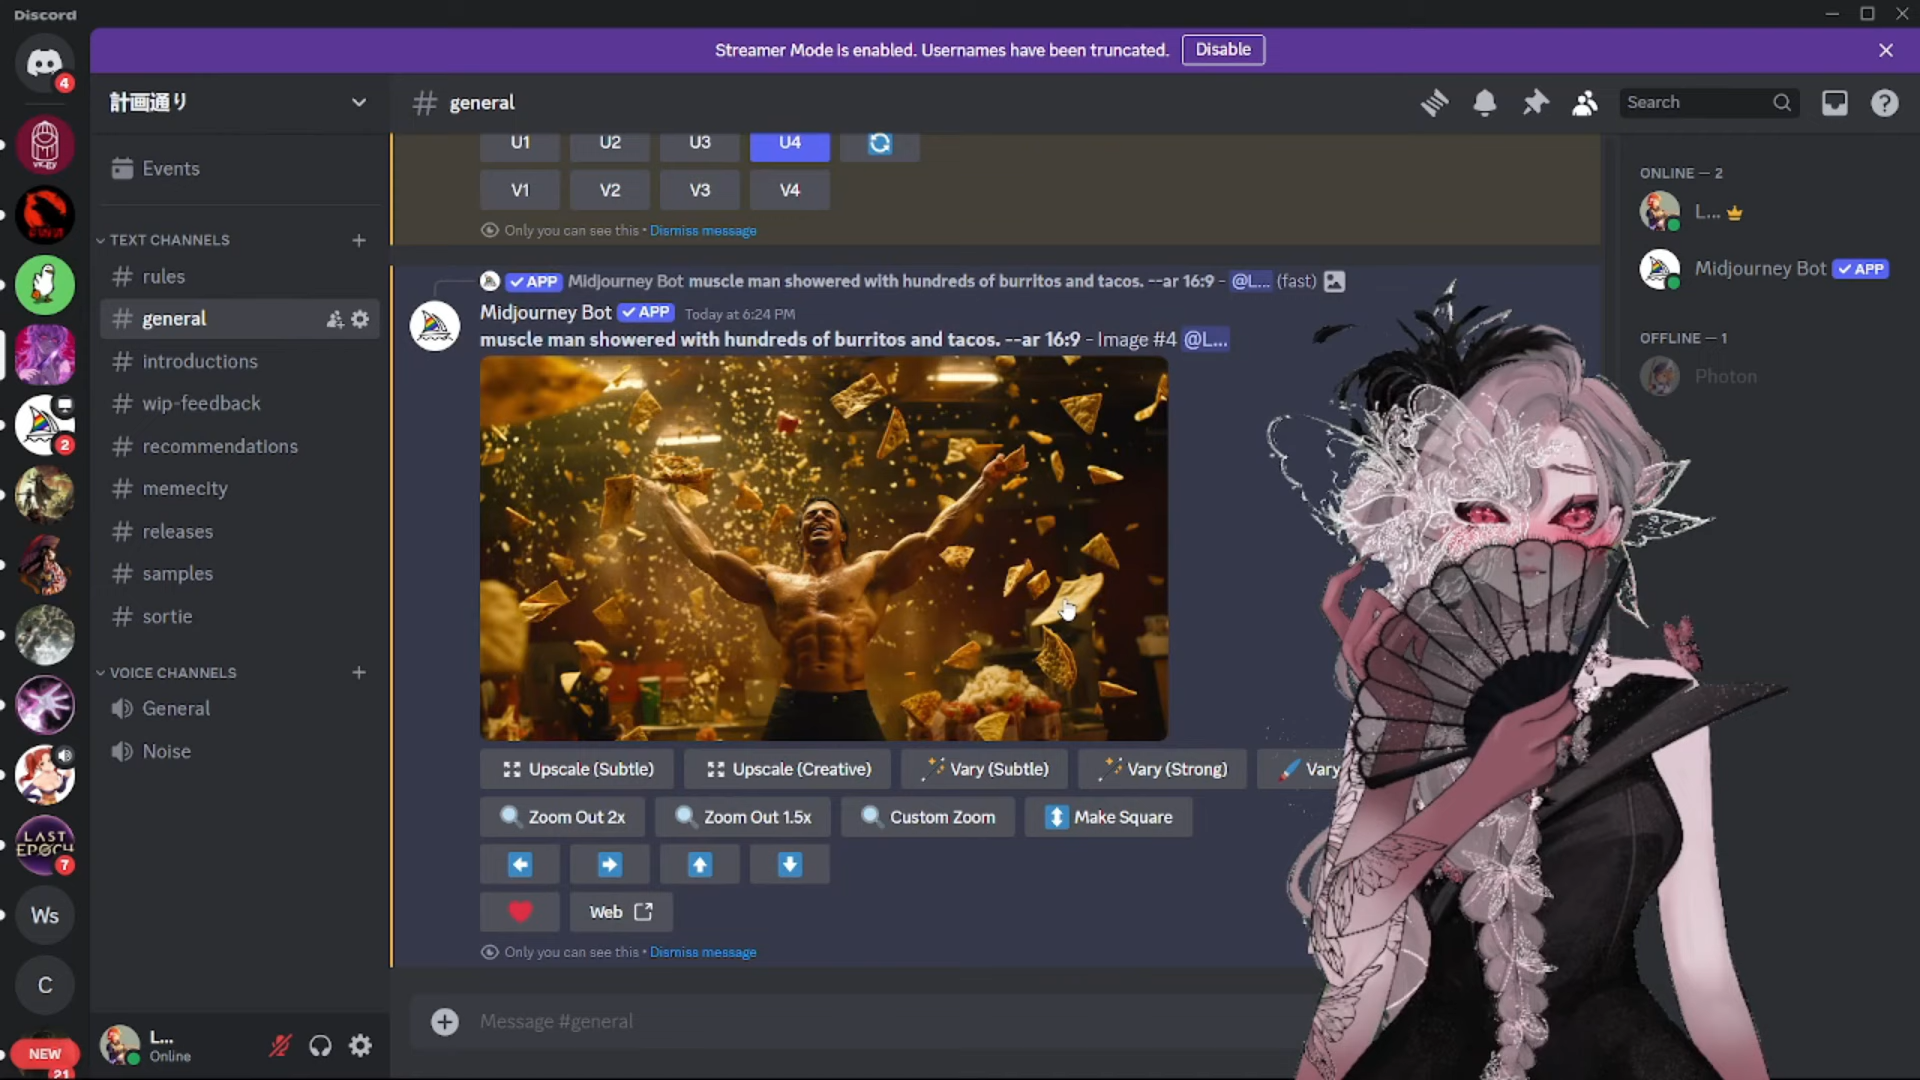 Discord
Streamer Mode is enabled. Usernames have been truncated.
Disable
計画通り
general
Search
Events
TEXT CHANNELS
rules
general
introductions
wip-feedback
recommendations
memecity
releases
samples
sortie
VOICE CHANNELS
General
Noise
4
2
LAST
EPOCH
7
Ws
C
NEW
21
L...
Online
U1 U2 U3 U4
V1 V2 V3 V4
Only you can see this • Dismiss message
APP Midjourney Bot muscle man showered with hundreds of burritos and tacos. --ar 16:9 - @L... (fast)
Midjourney Bot APP Today at 6:24 PM
muscle man showered with hundreds of burritos and tacos. --ar 16:9 - Image #4 @L...
Upscale (Subtle) Upscale (Creative) Vary (Subtle) Vary (Strong) Vary
Zoom Out 2x Zoom Out 1.5x Custom Zoom Make Square
Web
Only you can see this • Dismiss message
Message #general
ONLINE — 2
L...
Midjourney Bot APP
OFFLINE — 1
Photon